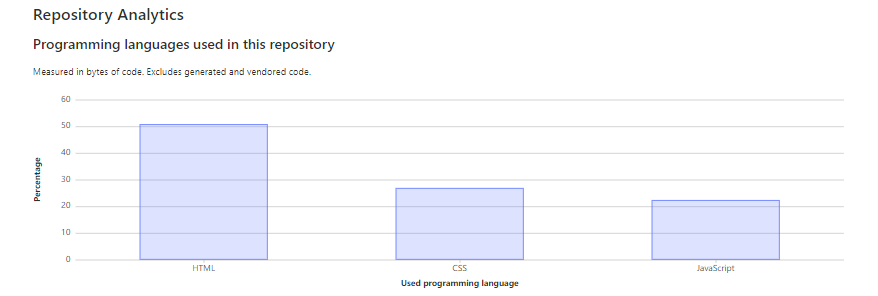 Repository Analytics
Programming languages used in this repository
Measured in bytes of code. Excludes generated and vendored code.
60
50
40
30
20
10
0
Percentage
HTML CSS JavaScript
Used programming language